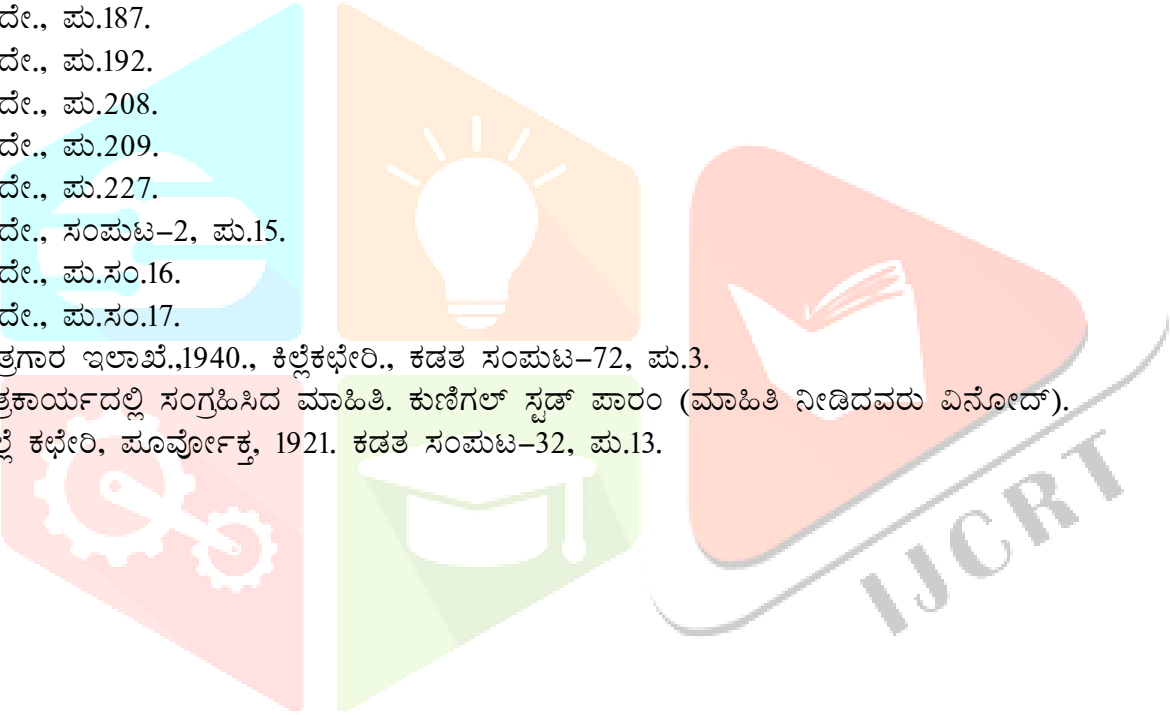 ದೇ., ಪು.187.
ದೇ., ಪು.192.
ದೇ., ಪು.208.
ದೇ., ಪು.209.
ದೇ., ಪು.227.
ದೇ., ಸಂಪುಟ–2, ಪು.15.
ದೇ., ಪು.ಸಂ.16.
ದೇ., ಪು.ಸಂ.17.
ತ್ರಗಾರ ಇಲಾಖೆ.,1940., ಕಿಲ್ಲೆಕಛೇರಿ., ಕಡತ ಸಂಪುಟ–72, ಪು.3.
ತ್ರಕಾರ್ಯದಲ್ಲಿ ಸಂಗ್ರಹಿಸಿದ ಮಾಹಿತಿ. ಕುಣಿಗಲ್ ಸ್ಟಡ್ ಪಾರಂ (ಮಾಹಿತಿ ನೀಡಿದವರು ವಿನೋದ್).
ಲ್ಲೆ ಕಛೇರಿ, ಪೂರ್ವೋಕ್ತ, 1921. ಕಡತ ಸಂಪುಟ–32, ಪು.13.
IJCRT